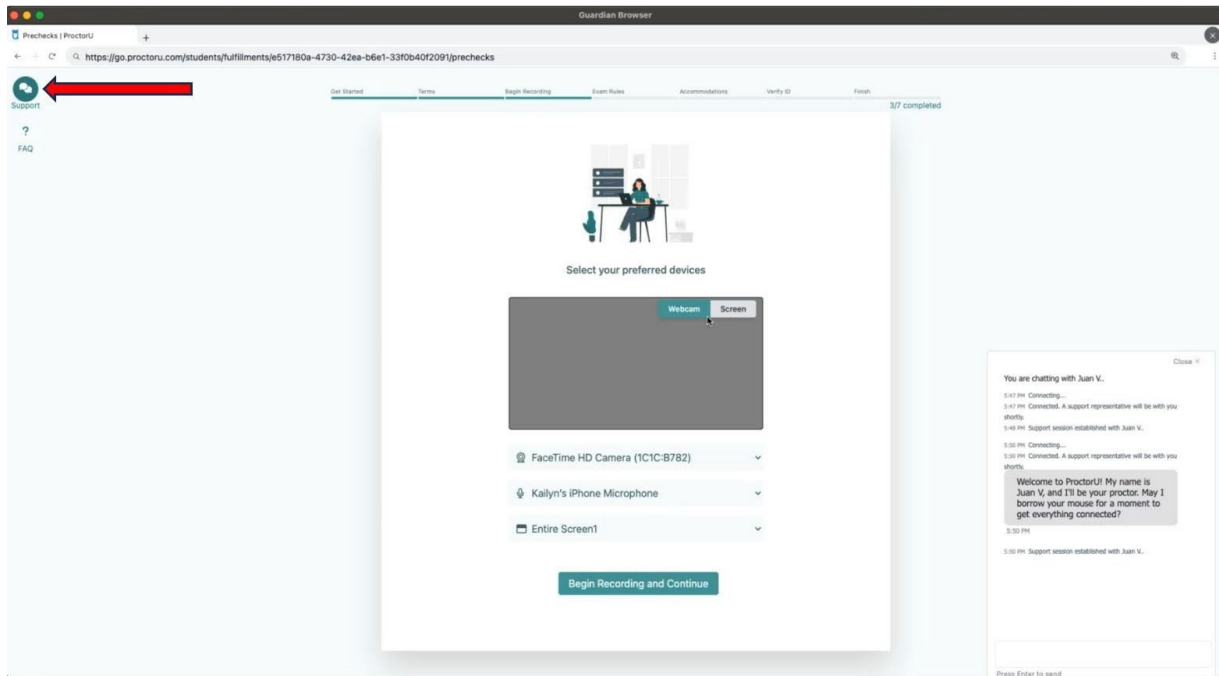 Guardian Browser
Prechecks | ProctorU
https://go.proctoru.com/students/fulfillments/e517180a-4730-42ea-b6e1-33f0b40f2091/prechecks
Support
?
FAQ
Get Started Terms Begin Recording Exam Rules Accommodations Verify ID Finish
3/7 completed
Select your preferred devices
Webcam Screen
FaceTime HD Camera (1C1C:B782)
Kailyn's iPhone Microphone
Entire Screen1
Begin Recording and Continue
Close ×
You are chatting with Juan V..
5:47 PM Connecting...
5:47 PM Connected. A support representative will be with you
shortly.
5:48 PM Support session established with Juan V..
5:50 PM Connecting...
5:50 PM Connected. A support representative will be with you
shortly.
Welcome to ProctorU! My name is
Juan V, and I'll be your proctor. May I
borrow your mouse for a moment to
get everything connected?
5:50 PM
5:50 PM Support session established with Juan V..
Press Enter to send